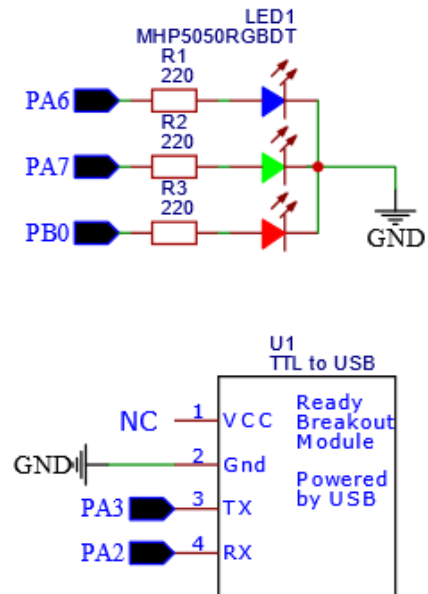 LED1
MHP5050RGBDT
R1
220
PA6
R2
220
PA7
R3
220
PB0
GND
U1
TTL to USB
NC 1 VCC
Ready
Breakout
Module
GND 2 Gnd
Powered
by USB
PA3 3 TX
PA2 4 RX